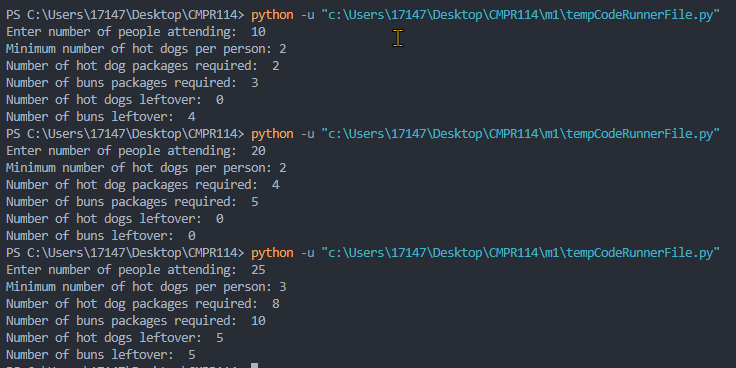 PS C:\Users\17147\Desktop\CMPR114> python -u "c:\Users\17147\Desktop\CMPR114\m1\tempCodeRunnerFile.py"
Enter number of people attending:  10
Minimum number of hot dogs per person: 2
Number of hot dog packages required:  2
Number of buns packages required:  3
Number of hot dogs leftover:  0
Number of buns leftover:  4
PS C:\Users\17147\Desktop\CMPR114> python -u "c:\Users\17147\Desktop\CMPR114\m1\tempCodeRunnerFile.py"
Enter number of people attending:  20
Minimum number of hot dogs per person: 2
Number of hot dog packages required:  4
Number of buns packages required:  5
Number of hot dogs leftover:  0
Number of buns leftover:  0
PS C:\Users\17147\Desktop\CMPR114> python -u "c:\Users\17147\Desktop\CMPR114\m1\tempCodeRunnerFile.py"
Enter number of people attending:  25
Minimum number of hot dogs per person: 3
Number of hot dog packages required:  8
Number of buns packages required:  10
Number of hot dogs leftover:  5
Number of buns leftover:  5